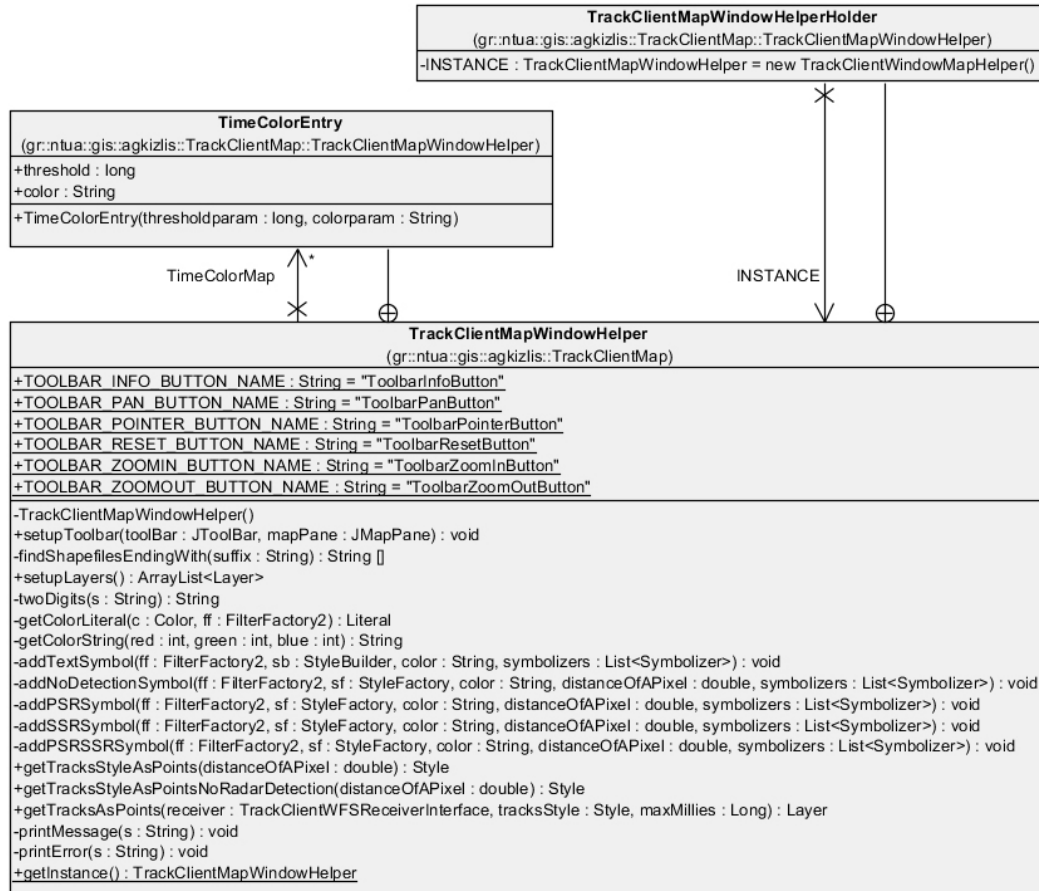 TrackClientMapWindowHelperHolder
(gr::ntua::gis::agkizlis::TrackClientMap::TrackClientMapWindowHelper)
-INSTANCE : TrackClientMapWindowHelper = new TrackClientWindowMapHelper()
TimeColorEntry
(gr::ntua::gis::agkizlis::TrackClientMap::TrackClientMapWindowHelper)
+threshold : long
+color : String
+TimeColorEntry(thresholdparam : long, colorparam : String)
*
TimeColorMap
INSTANCE
TrackClientMapWindowHelper
(gr::ntua::gis::agkizlis::TrackClientMap)
+TOOLBAR_INFO_BUTTON_NAME : String = "ToolbarInfoButton"
+TOOLBAR_PAN_BUTTON_NAME : String = "ToolbarPanButton"
+TOOLBAR_POINTER_BUTTON_NAME : String = "ToolbarPointerButton"
+TOOLBAR_RESET_BUTTON_NAME : String = "ToolbarResetButton"
+TOOLBAR_ZOOMIN_BUTTON_NAME : String = "ToolbarZoomInButton"
+TOOLBAR_ZOOMOUT_BUTTON_NAME : String = "ToolbarZoomOutButton"
-TrackClientMapWindowHelper()
+setupToolbar(toolBar : JToolBar, mapPane : JMapPane) : void
-findShapefilesEndingWith(suffix : String) : String []
+setupLayers() : ArrayList<Layer>
-twoDigits(s : String) : String
-getColorLiteral(c : Color, ff : FilterFactory2) : Literal
-getColorString(red : int, green : int, blue : int) : String
-addTextSymbol(ff : FilterFactory2, sb : StyleBuilder, color : String, symbolizers : List<Symbolizer>) : void
-addNoDetectionSymbol(ff : FilterFactory2, sf : StyleFactory, color : String, distanceOfAPixel : double, symbolizers : List<Symbolizer>) : void
-addPSRSymbol(ff : FilterFactory2, sf : StyleFactory, color : String, distanceOfAPixel : double, symbolizers : List<Symbolizer>) : void
-addSSRSymbol(ff : FilterFactory2, sf : StyleFactory, color : String, distanceOfAPixel : double, symbolizers : List<Symbolizer>) : void
-addPSRSSRSymbol(ff : FilterFactory2, sf : StyleFactory, color : String, distanceOfAPixel : double, symbolizers : List<Symbolizer>) : void
+getTracksStyleAsPoints(distanceOfAPixel : double) : Style
+getTracksStyleAsPointsNoRadarDetection(distanceOfAPixel : double) : Style
+getTracksAsPoints(receiver : TrackClientWFSReceiverInterface, tracksStyle : Style, maxMillies : Long) : Layer
-printMessage(s : String) : void
-printError(s : String) : void
+getInstance() : TrackClientMapWindowHelper